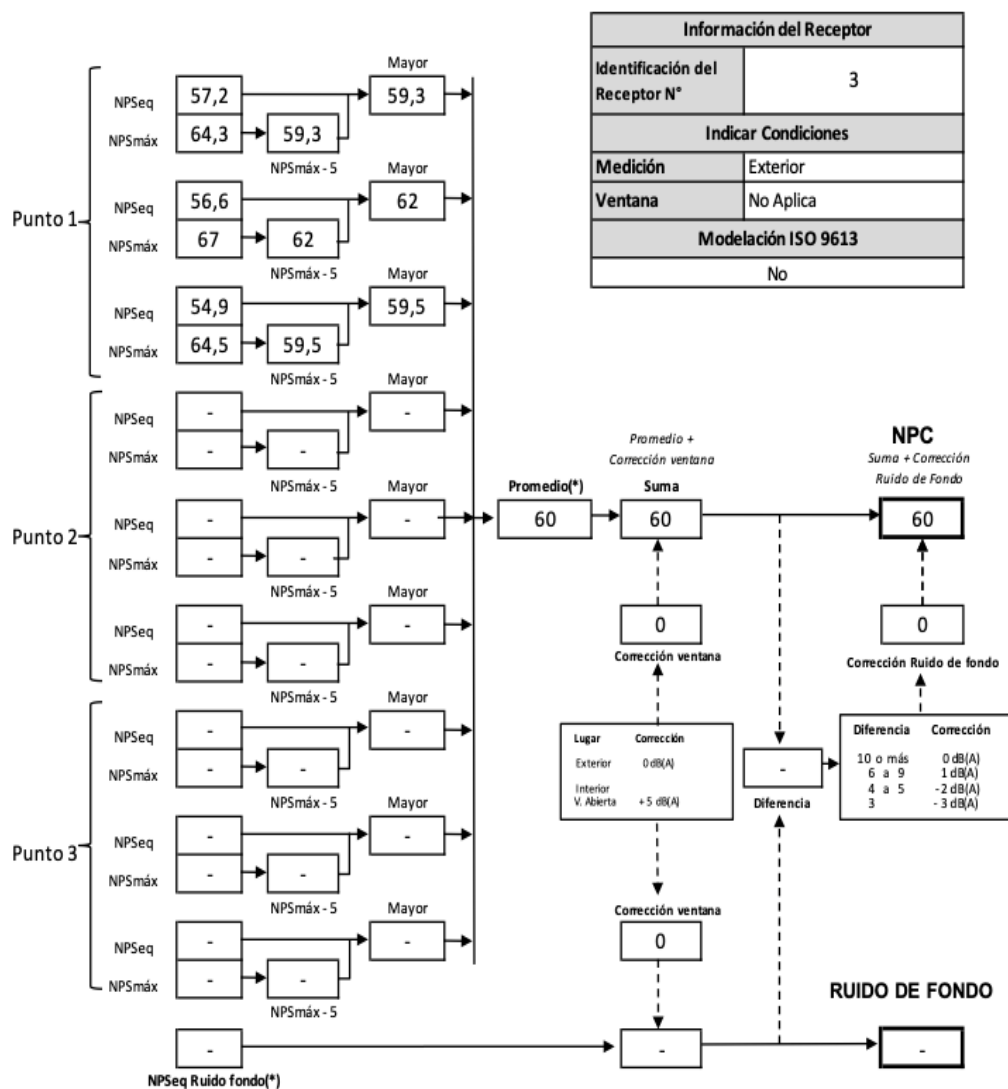 Información del Receptor
Identificación del Receptor N° 3
Indicar Condiciones
Medición Exterior
Ventana No Aplica
Modelación ISO 9613
No
Punto 1
Mayor
NPSeq 57,2 59,3
NPSmáx 64,3 59,3
NPSmáx - 5
Mayor
NPSeq 56,6 62
NPSmáx 67 62
NPSmáx - 5
Mayor
NPSeq 54,9 59,5
NPSmáx 64,5 59,5
NPSmáx - 5
Punto 2
Mayor
NPSeq - -
NPSmáx - -
NPSmáx - 5
Mayor
NPSeq - -
NPSmáx - -
NPSmáx - 5
Mayor
NPSeq - -
NPSmáx - -
NPSmáx - 5
Punto 3
Mayor
NPSeq - -
NPSmáx - -
NPSmáx - 5
Mayor
NPSeq - -
NPSmáx - -
NPSmáx - 5
Mayor
NPSeq - -
NPSmáx - -
NPSmáx - 5
Promedio(*)
60
Promedio +
Corrección ventana
Suma
60
0
Corrección ventana
Lugar Corrección
Exterior 0 dB(A)
Interior
V. Abierta + 5 dB(A)
Corrección ventana
0
NPC
Suma + Corrección
Ruido de Fondo
60
0
Corrección Ruido de fondo
Diferencia Corrección
10 o más 0 dB(A)
6 a 9 1 dB(A)
4 a 5 -2 dB(A)
3 - 3 dB(A)
-
Diferencia
RUIDO DE FONDO
- - -
NPSeq Ruido fondo(*)